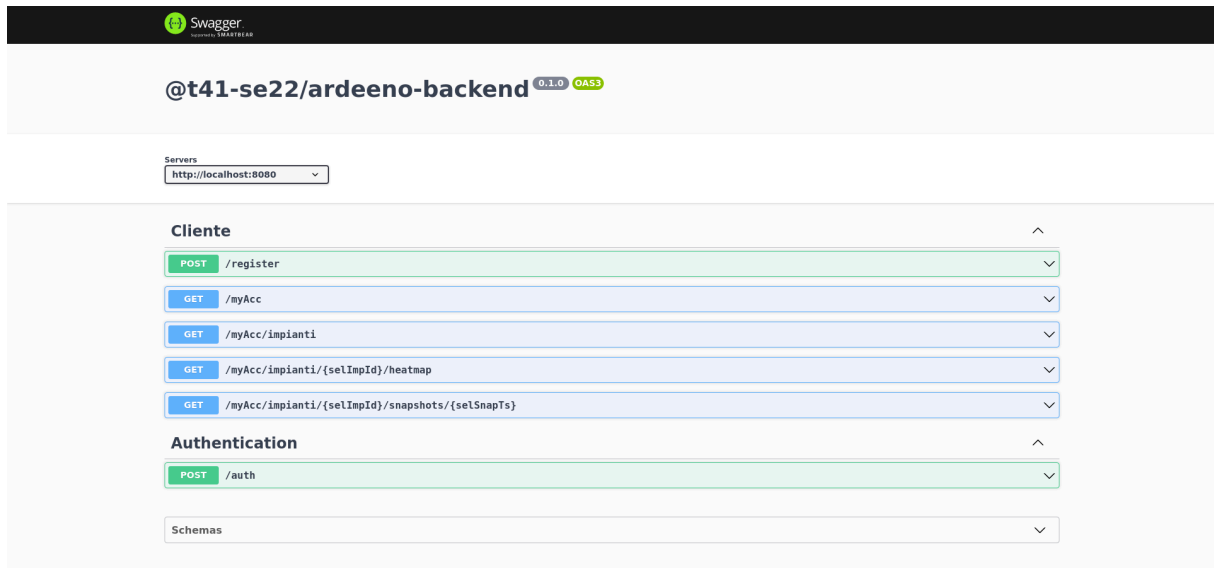 Swagger.
Supported by SMARTBEAR
@t41-se22/ardeeno-backend 0.1.0 OAS3
Servers
http://localhost:8080
Cliente
POST /register
GET /myAcc
GET /myAcc/impianti
GET /myAcc/impianti/{selImpId}/heatmap
GET /myAcc/impianti/{selImpId}/snapshots/{selSnapTs}
Authentication
POST /auth
Schemas